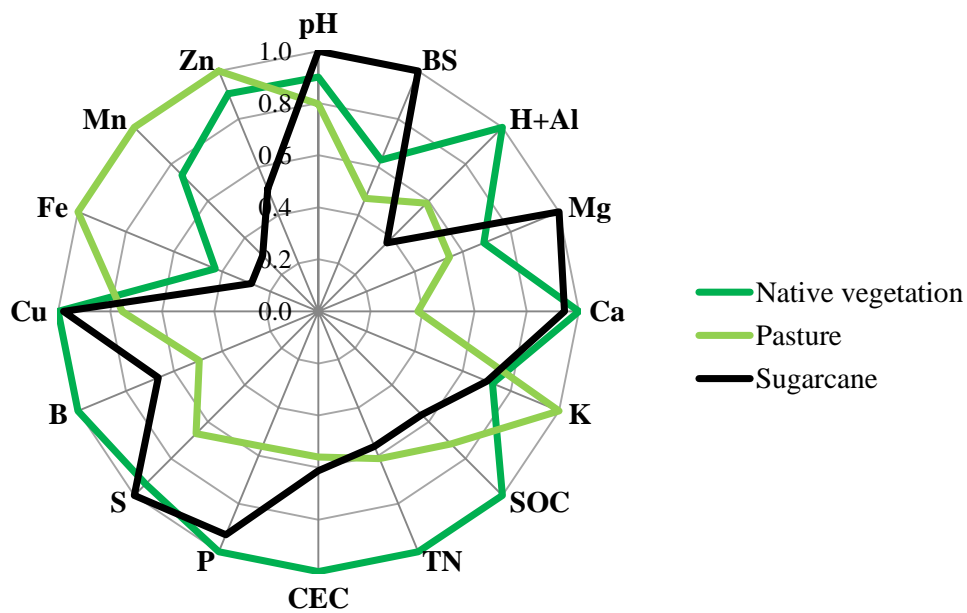 pH
BS
H+Al
Mg
Ca
K
SOC
TN
CEC
P
S
B
Cu
Fe
Mn
Zn
1.0
0.8
0.6
0.4
0.2
0.0
Native vegetation
Pasture
Sugarcane